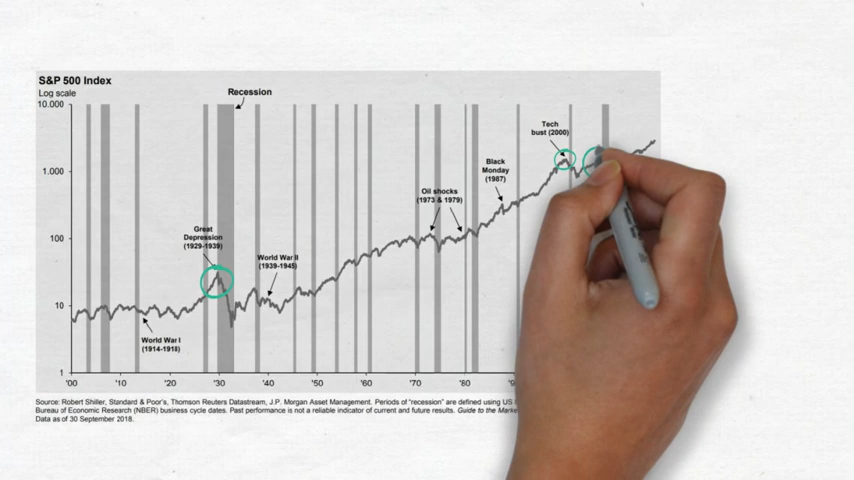 S&P 500 Index
Log scale
Recession
10.000
1.000
100
10
1
Tech
bust (2000)
Black
Monday
(1987)
Oil shocks
(1973 & 1979)
Great
Depression
(1929-1939)
World War II
(1939-1945)
World War I
(1914-1918)
'00 '10 '20 '30 '40 '50 '60 '70 '80
Source: Robert Shiller, Standard & Poor's, Thomson Reuters Datastream, J.P. Morgan Asset Management. Periods of "recession" are defined using US
Bureau of Economic Research (NBER) business cycle dates. Past performance is not a reliable indicator of current and future results. Guide to the
Data as of 30 September 2018.